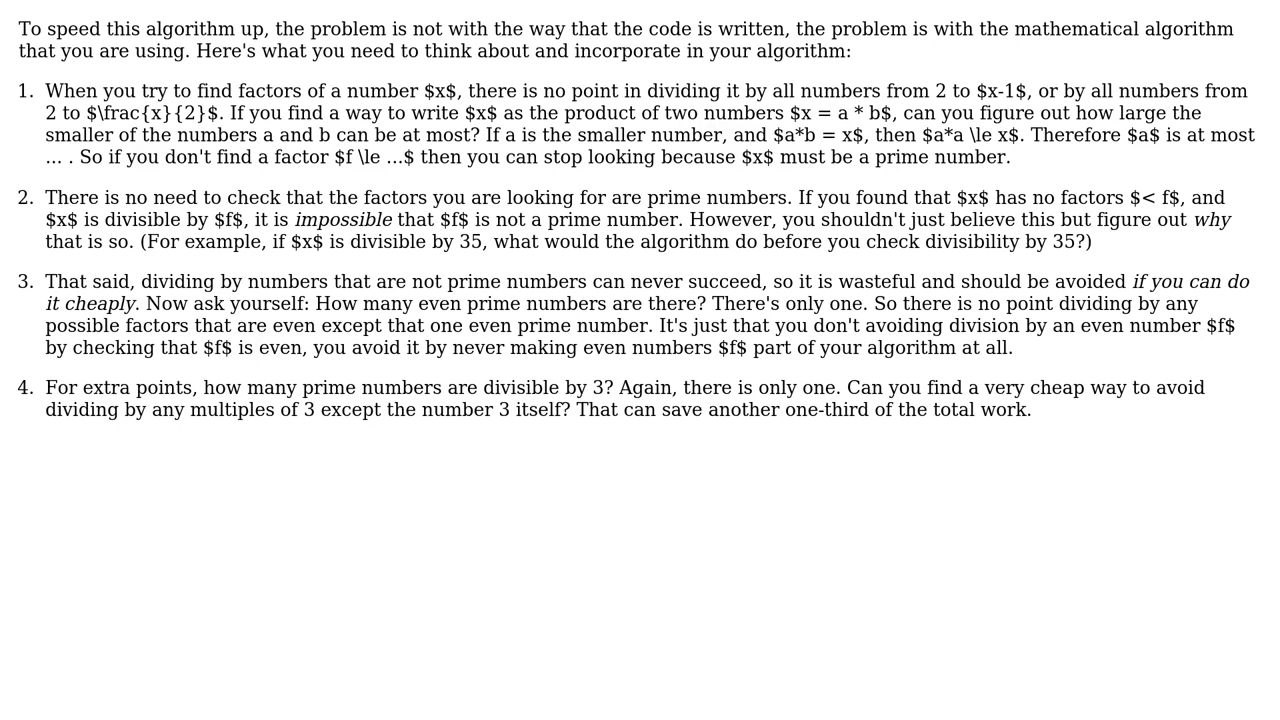 To speed this algorithm up, the problem is not with the way that the code is written, the problem is with the mathematical algorithm
that you are using. Here's what you need to think about and incorporate in your algorithm:
1. When you try to find factors of a number $x$, there is no point in dividing it by all numbers from 2 to $x-1$, or by all numbers from
2 to $\frac{x}{2}$. If you find a way to write $x$ as the product of two numbers $x = a * b$, can you figure out how large the
smaller of the numbers a and b can be at most? If a is the smaller number, and $a*b = x$, then $a*a \le x$. Therefore $a$ is at most
... . So if you don't find a factor $f \le ...$ then you can stop looking because $x$ must be a prime number.
2. There is no need to check that the factors you are looking for are prime numbers. If you found that $x$ has no factors $< f$, and
$x$ is divisible by $f$, it is impossible that $f$ is not a prime number. However, you shouldn't just believe this but figure out why
that is so. (For example, if $x$ is divisible by 35, what would the algorithm do before you check divisibility by 35?)
3. That said, dividing by numbers that are not prime numbers can never succeed, so it is wasteful and should be avoided if you can do
it cheaply. Now ask yourself: How many even prime numbers are there? There's only one. So there is no point dividing by any
possible factors that are even except that one even prime number. It's just that you don't avoiding division by an even number $f$
by checking that $f$ is even, you avoid it by never making even numbers $f$ part of your algorithm at all.
4. For extra points, how many prime numbers are divisible by 3? Again, there is only one. Can you find a very cheap way to avoid
dividing by any multiples of 3 except the number 3 itself? That can save another one-third of the total work.